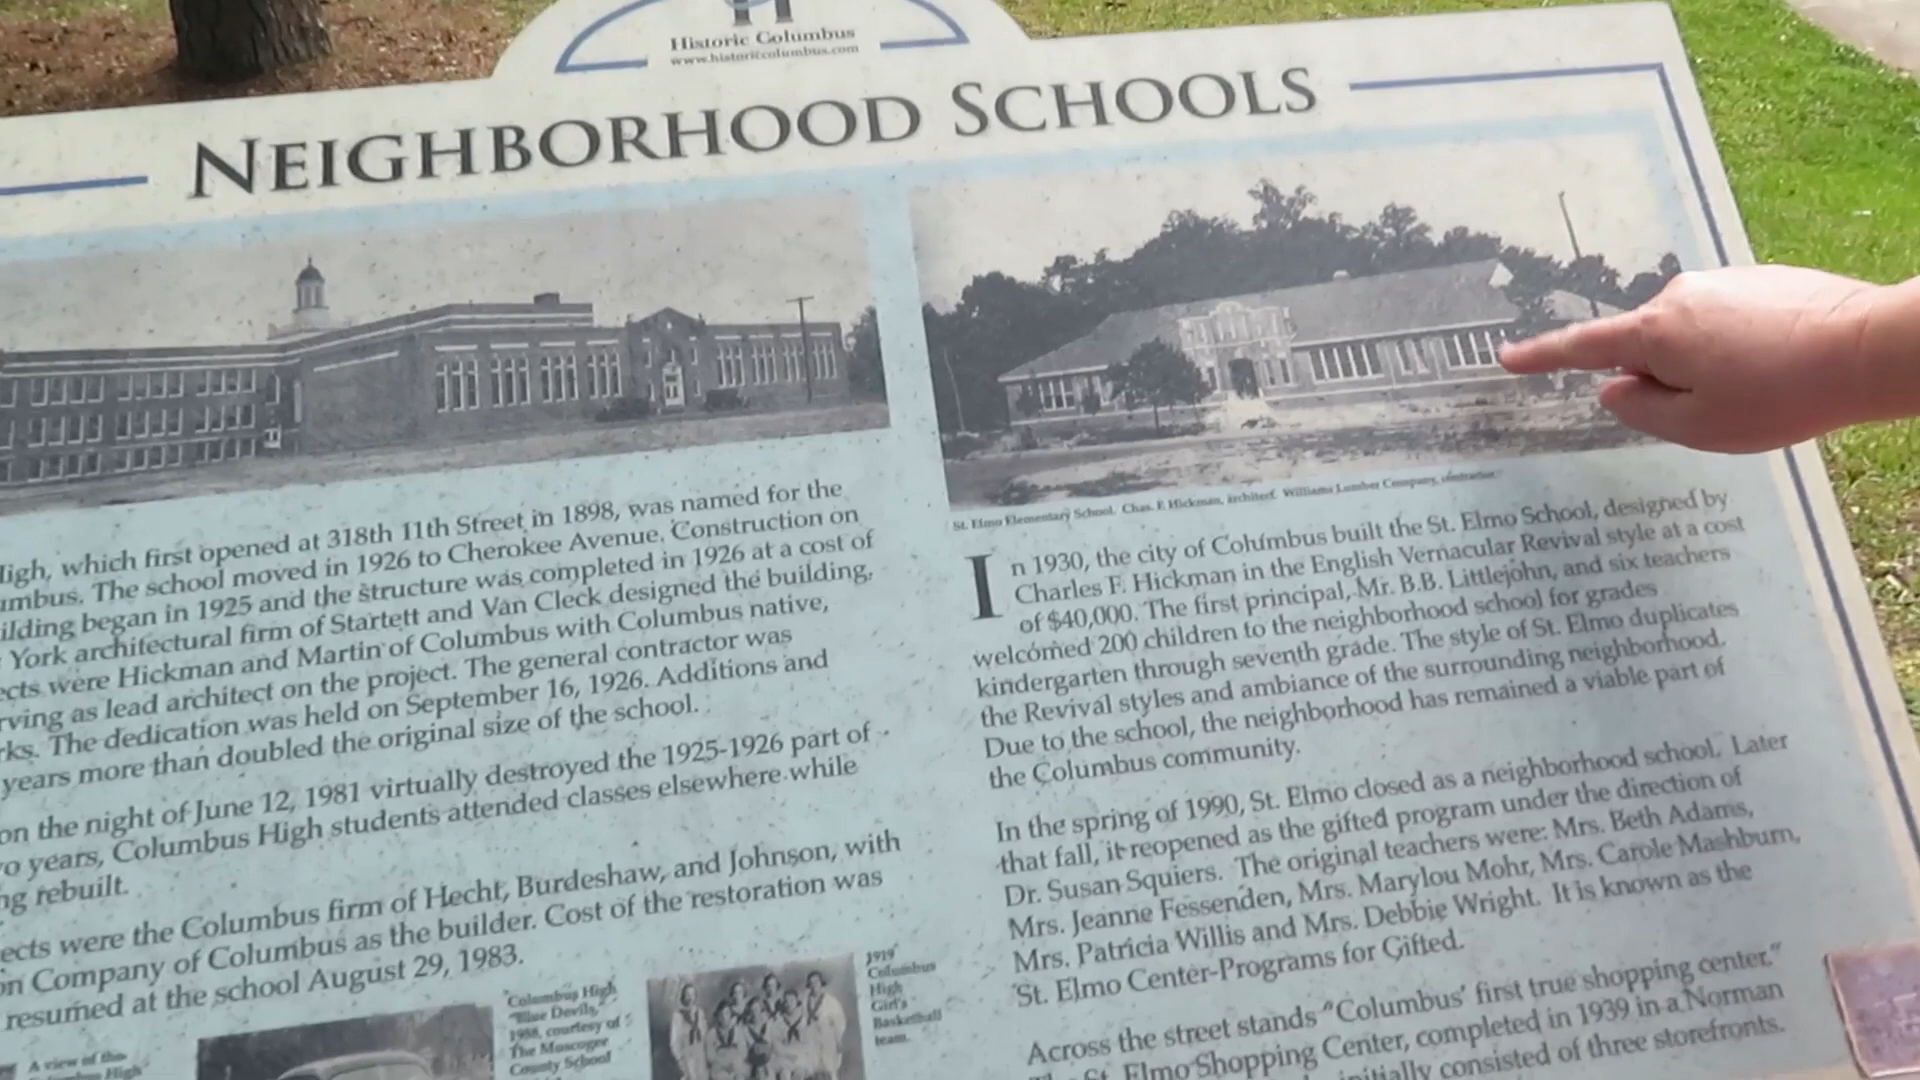 Historic Columbus
www.historiccolumbus.com
NEIGHBORHOOD SCHOOLS
High, which first opened at 318th 11th Street in 1898, was named for the
The school moved in 1926 to Cherokee Avenue. Construction on
began in 1925 and the structure was completed in 1926 at a cost of
York architectural firm of Startett and Van Cleck designed the building,
were Hickman and Martin of Columbus with Columbus native,
as lead architect on the project. The general contractor was
The dedication was held on September 16, 1926. Additions and
years more than doubled the original size of the school.
on the night of June 12, 1981 virtually destroyed the 1925-1926 part of
years, Columbus High students attended classes elsewhere while
rebuilt.
were the Columbus firm of Hecht, Burdeshaw, and Johnson, with
Company of Columbus as the builder. Cost of the restoration was
resumed at the school August 29, 1983.
A view of the
High
Columbus High
"Blue Devils,"
courtesy of
The Muscogee
County School
1919
Columbus
High
Girl's
Basketball
team.
St. Elmo Elementary School. Chas. F. Hickman, architect. Williams Lumber Company, contractor
In 1930, the city of Columbus built the St. Elmo School, designed by
Charles F. Hickman in the English Vernacular Revival style at a cost
of $40,000. The first principal, Mr. B.B. Littlejohn, and six teachers
welcomed 200 children to the neighborhood school for grades
kindergarten through seventh grade. The style of St. Elmo duplicates
the Revival styles and ambiance of the surrounding neighborhood.
Due to the school, the neighborhood has remained a viable part of
the Columbus community.
In the spring of 1990, St. Elmo closed as a neighborhood school. Later
that fall, it reopened as the gifted program under the direction of
Dr. Susan Squiers. The original teachers were: Mrs. Beth Adams,
Mrs. Jeanne Fessenden, Mrs. Marylou Mohr, Mrs. Carole Mashburn,
Mrs. Patricia Willis and Mrs. Debbie Wright. It is known as the
St. Elmo Center-Programs for Gifted.
Across the street stands "Columbus' first true shopping center."
The St. Elmo Shopping Center, completed in 1939 in a Norman
initially consisted of three storefronts.